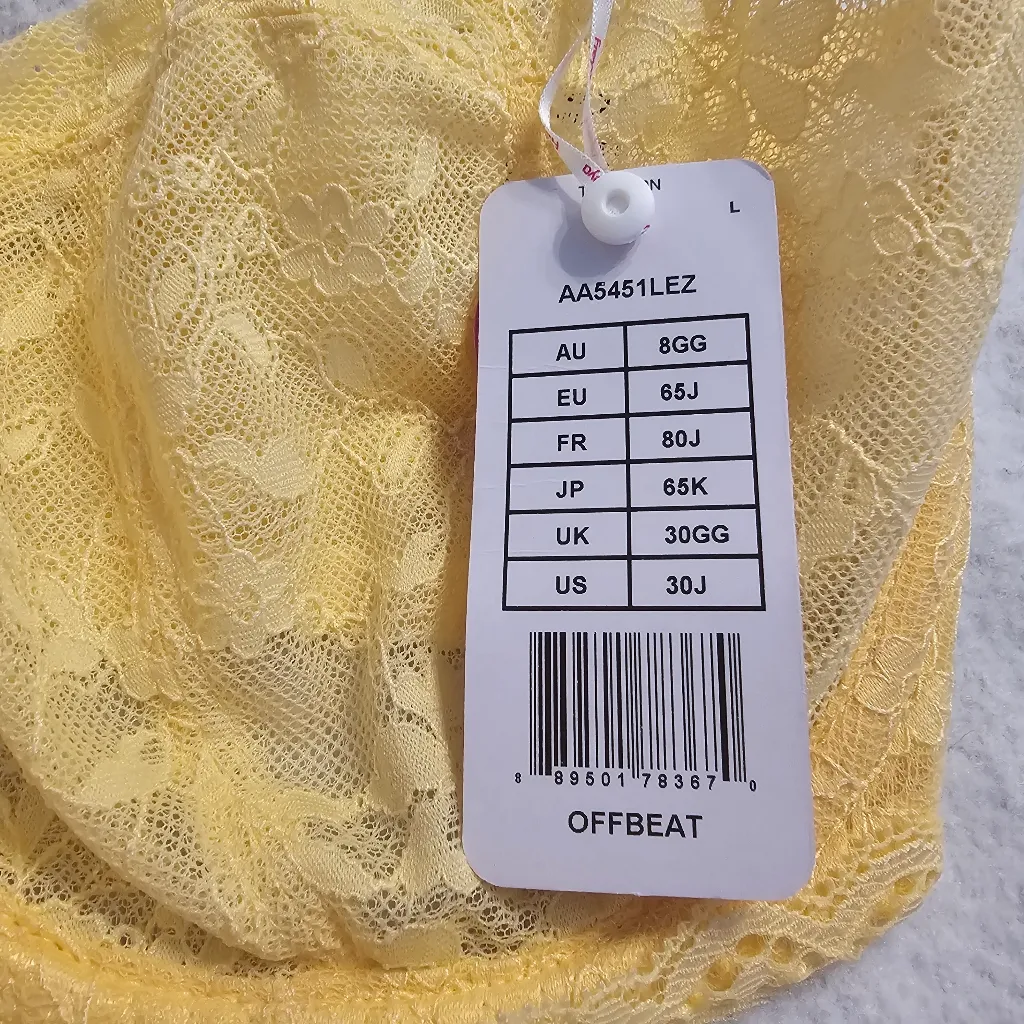 L
AA5451LEZ
AU 8GG
EU 65J
FR 80J
JP 65K
UK 30GG
US 30J
8 89501 78367 0
OFFBEAT